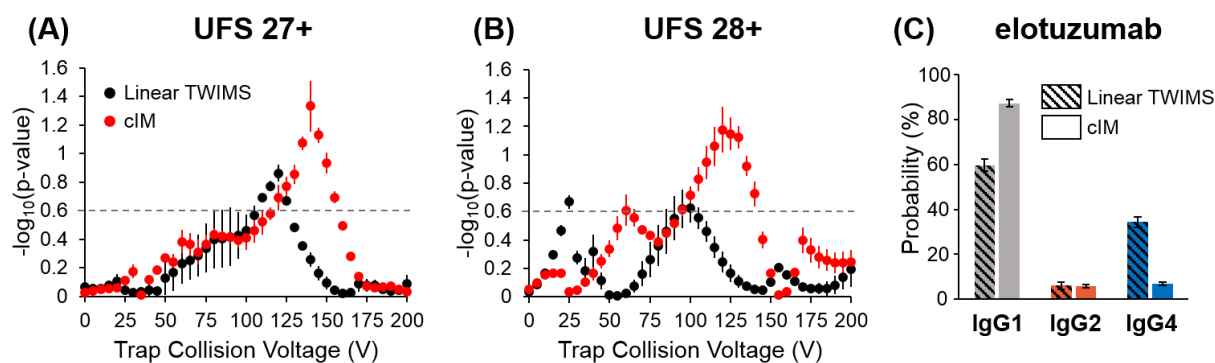 (A) UFS 27+
-log10(p-value)
1.6
1.4
1.2
1
0.8
0.6
0.4
0.2
0
Linear TWIMS
cIM
0 25 50 75 100 125 150 175 200
Trap Collision Voltage (V)
(B) UFS 28+
-log10(p-value)
1.6
1.4
1.2
1
0.8
0.6
0.4
0.2
0
0 25 50 75 100 125 150 175 200
Trap Collision Voltage (V)
(C) elotuzumab
Probability (%)
100
80
60
40
20
0
Linear TWIMS
cIM
IgG1 IgG2 IgG4